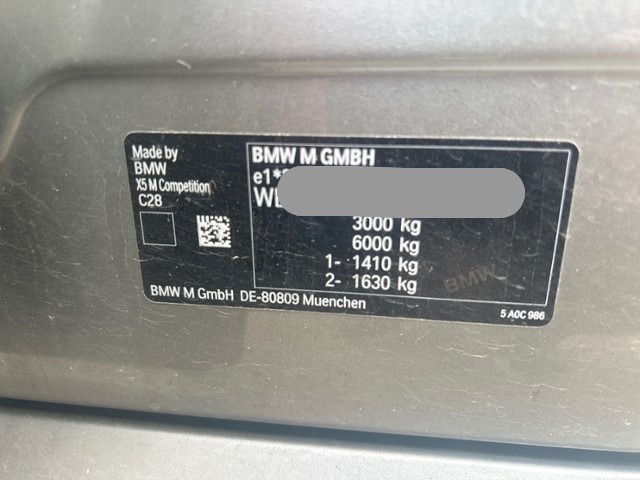 Made by
BMW
X5 M Competition
C28
BMW M GMBH
e1*
3000 kg
6000 kg
1- 1410 kg
2- 1630 kg
BMW
BMW M GmbH DE-80809 Muenchen
5 A0C 986